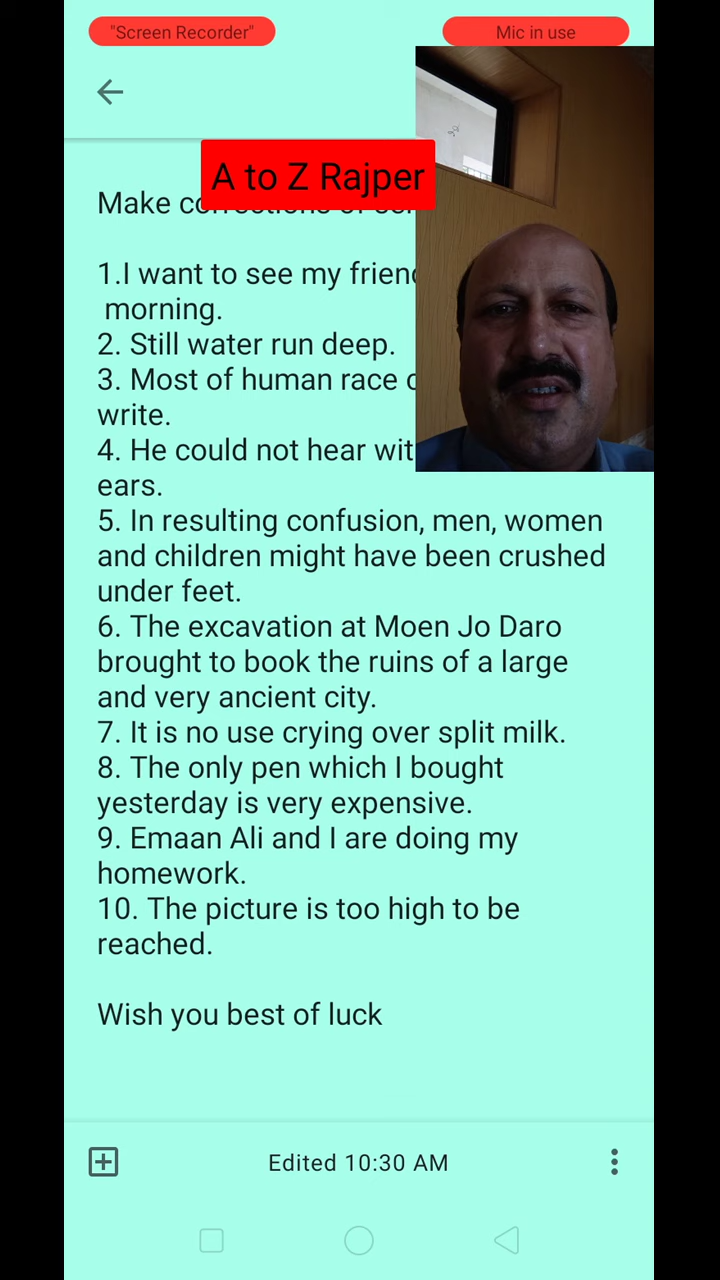 "Screen Recorder"
Mic in use
A to Z Rajper
Make
1.I want to see my
morning.
2. Still water run deep.
3. Most of human race
write.
4. He could not hear
ears.
5. In resulting confusion, men, women
and children might have been crushed
under feet.
6. The excavation at Moen Jo Daro
brought to book the ruins of a large
and very ancient city.
7. It is no use crying over split milk.
8. The only pen which I bought
yesterday is very expensive.
9. Emaan Ali and I are doing my
homework.
10. The picture is too high to be
reached.
Wish you best of luck
Edited 10:30 AM